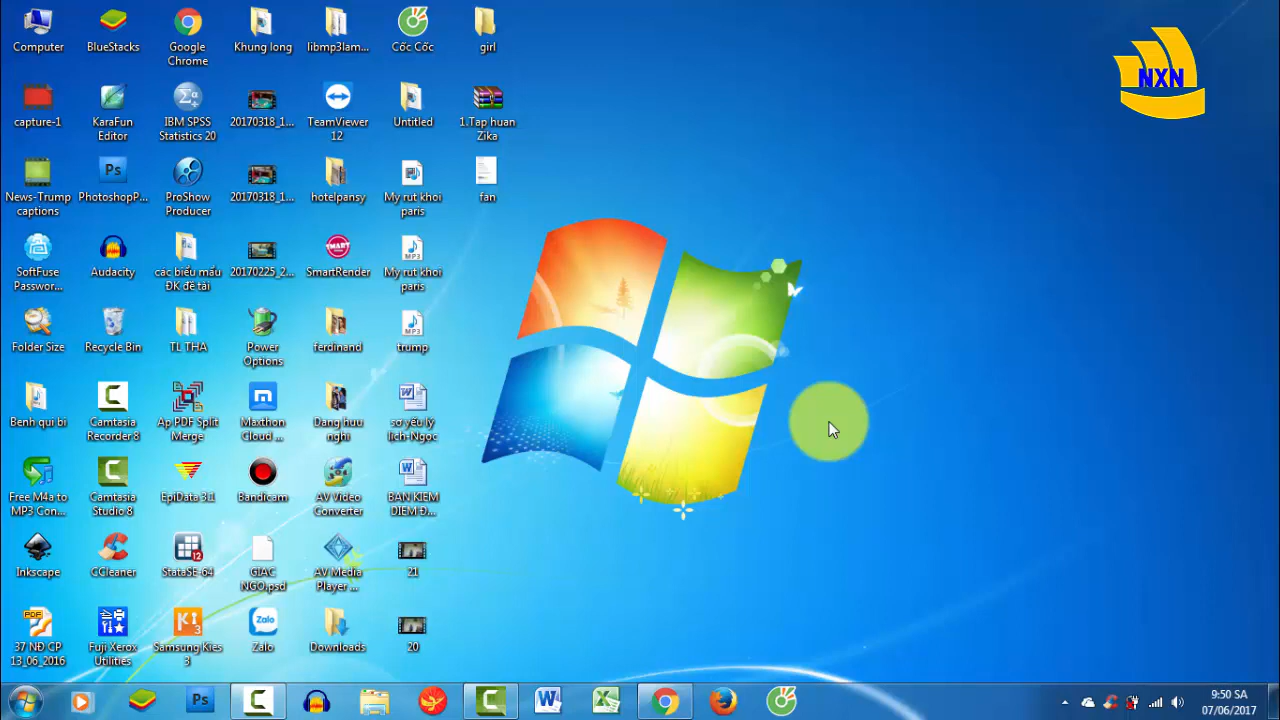 Computer
BlueStacks
Google
Chrome
Khung long
libmp3lam...
Cốc Cốc
girl
NXN
capture-1
KaraFun
Editor
IBM SPSS
Statistics 20
20170318_1...
TeamViewer
12
Untitled
1.Tap huan
Zika
News-Trump
captions
PhotoshopP...
ProShow
Producer
20170318_1...
hotelpansy
My rut khoi
paris
fan
SoftFuse
Passwor...
Audacity
các biểu mẫu
ĐK đề tài
20170225_2...
SMART
SmartRender
My rut khoi
paris
Folder Size
Recycle Bin
TL THA
Power
Options
ferdinand
MP3
trump
Benh qui bi
Camtasia
Recorder 8
Ap PDF Split
Merge
Maxthon
Cloud ...
Dang huu
nghi
sơ yếu lý
lich-Ngoc
Free M4a to
MP3 Con...
Camtasia
Studio 8
EpiData 3.1
Bandicam
AV Video
Converter
BAN KIEM
DIEM Đ...
Inkscape
CCleaner
StataSE-64
GIAC
NGO.psd
AV Media
Player ...
21
37 NĐ CP
13_06_2016
Fuji Xerox
Utilities
Samsung Kies
3
Zalo
Downloads
20
9:50 SA
07/06/2017